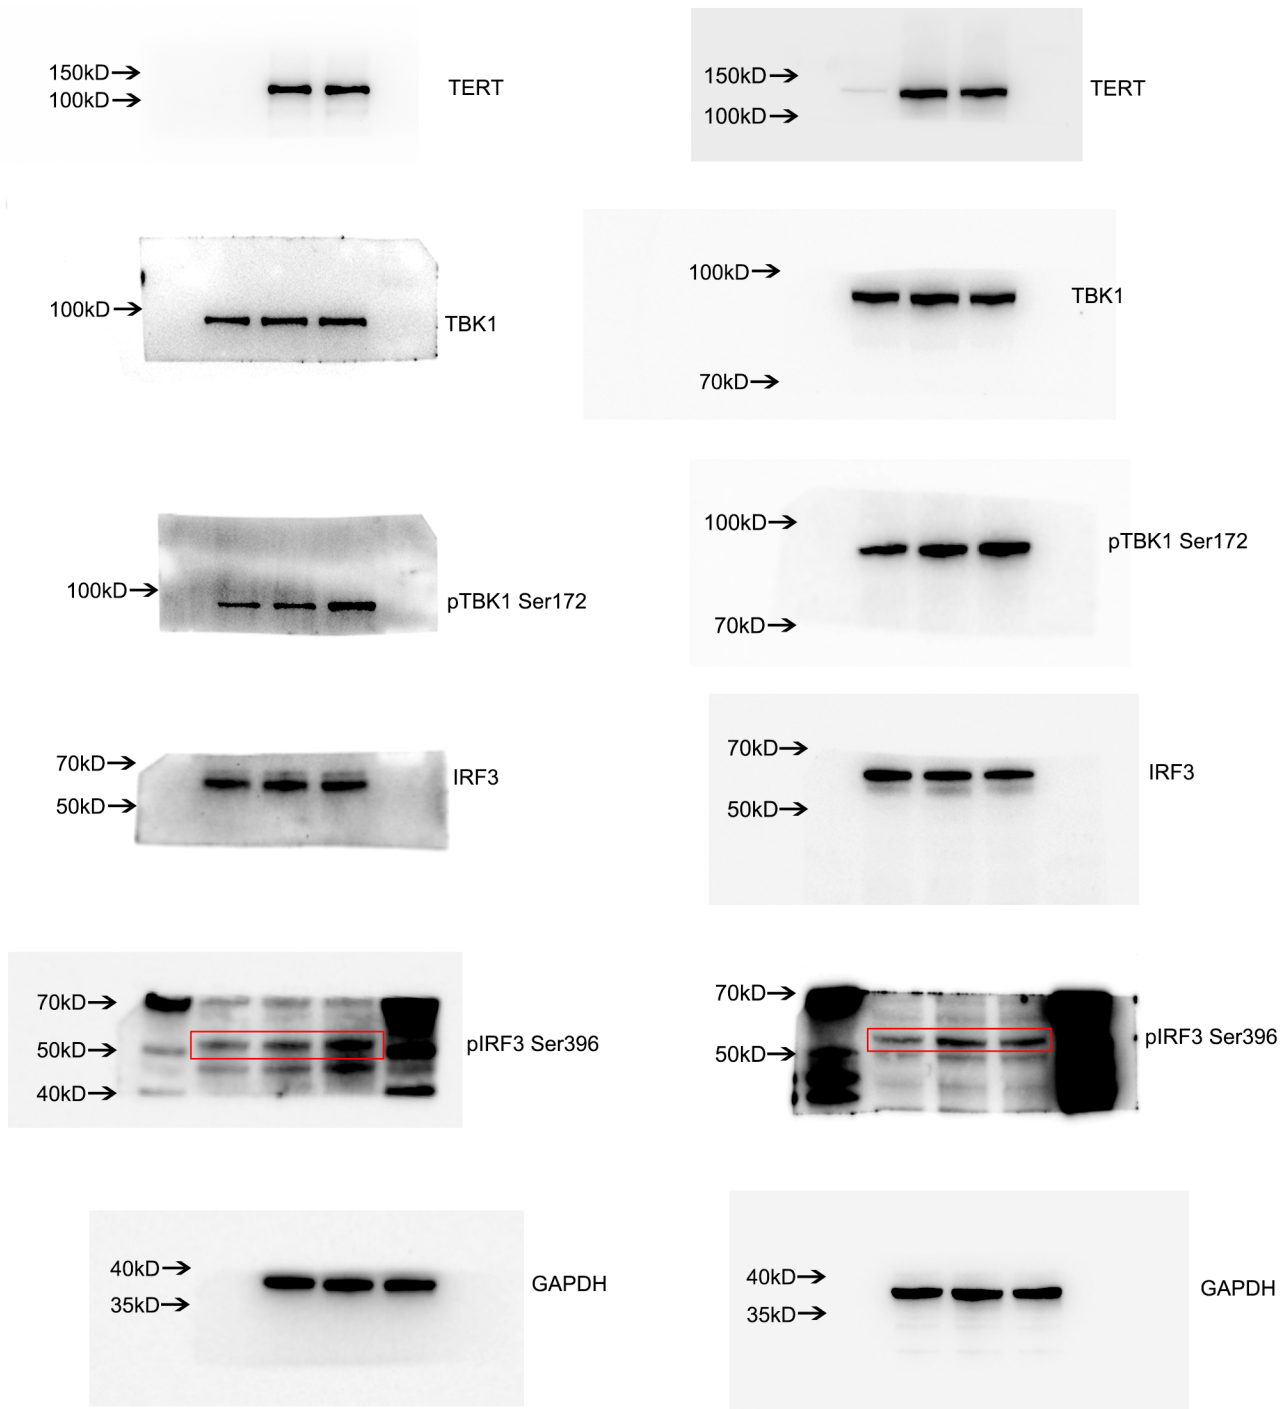 150kD→
100kD→
TERT
150kD→
100kD→
TERT
100kD→
TBK1
100kD→
70kD→
TBK1
100kD→
pTBK1 Ser172
100kD→
70kD→
pTBK1 Ser172
70kD→
50kD→
IRF3
70kD→
50kD→
IRF3
70kD→
50kD→
40kD→
pIRF3 Ser396
70kD→
50kD→
pIRF3 Ser396
40kD→
35kD→
GAPDH
40kD→
35kD→
GAPDH